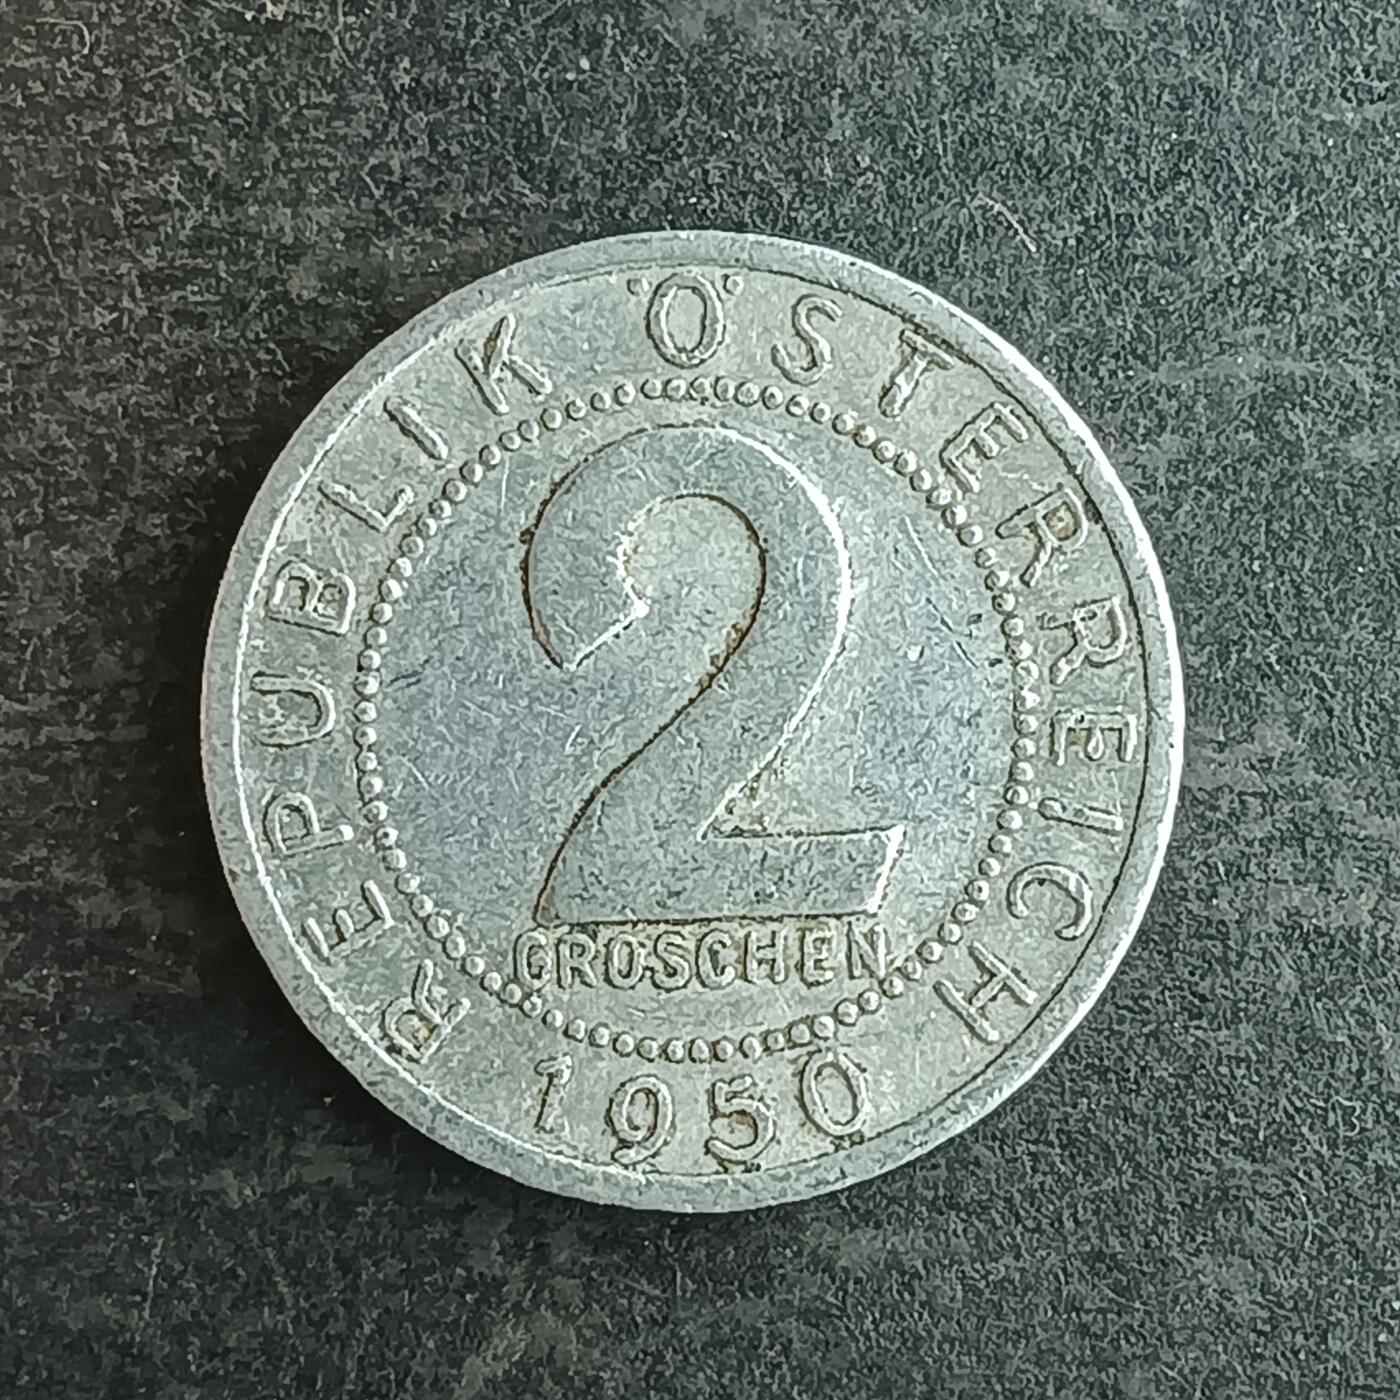 REPUBLIK ÖSTERREICH
2
GROSCHEN
1950